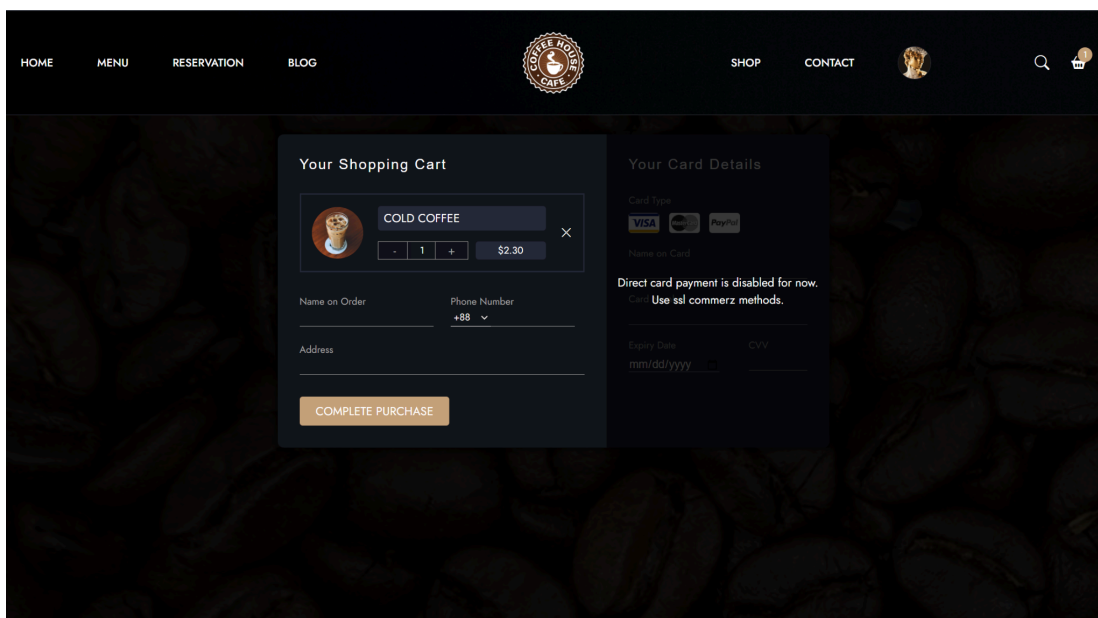 HOME
MENU
RESERVATION
BLOG
COFFEE HOUSE
CAFE
SHOP
CONTACT
1
Your Shopping Cart
COLD COFFEE
- 1 +
$2.30
Name on Order
Phone Number
+88
Address
COMPLETE PURCHASE
Your Card Details
Card Type
VISA
PayPal
Name on Card
Direct card payment is disabled for now.
Card
Use ssl commerz methods.
Expiry Date
CVV
mm/dd/yyyy